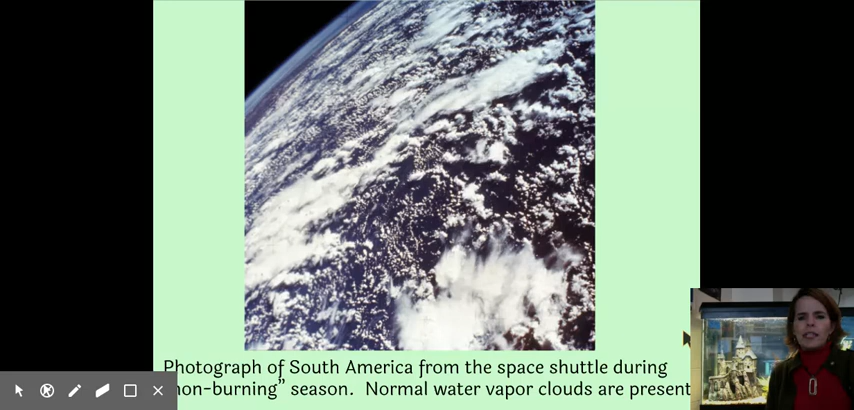 Photograph of South America from the space shuttle during
non-burning” season. Normal water vapor clouds are present